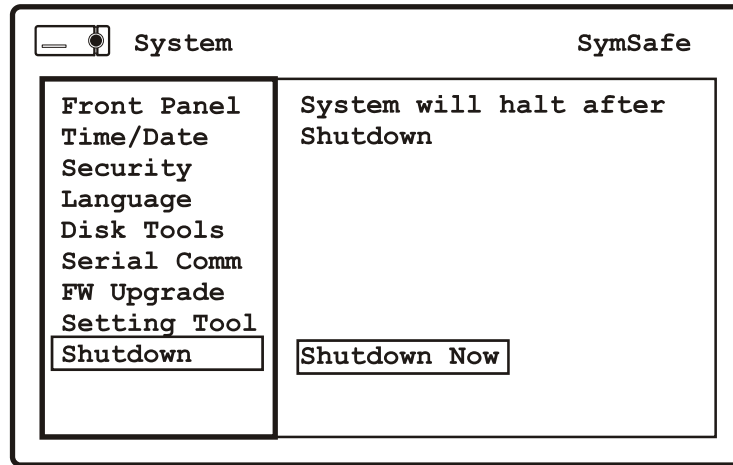 System SymSafe
Front Panel
Time/Date
Security
Language
Disk Tools
Serial Comm
FW Upgrade
Setting Tool
Shutdown
System will halt after
Shutdown
Shutdown Now